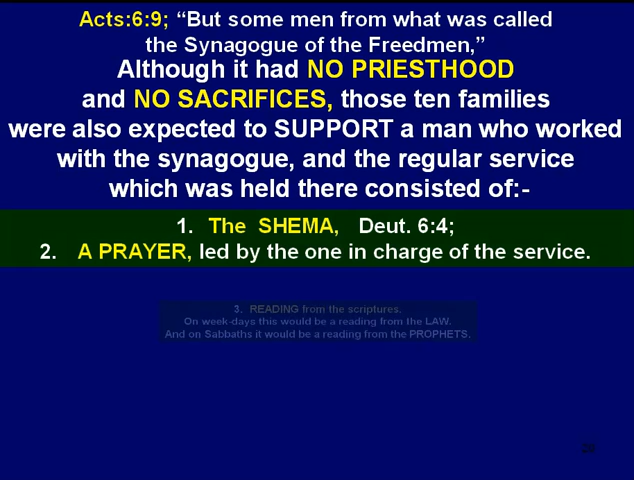 Acts:6:9; “But some men from what was called
the Synagogue of the Freedmen,”
Although it had NO PRIESTHOOD
and NO SACRIFICES, those ten families
were also expected to SUPPORT a man who worked
with the synagogue, and the regular service
which was held there consisted of:-
1. The SHEMA, Deut. 6:4;
2. A PRAYER, led by the one in charge of the service.
3. READING from the scriptures.
On week-days this would be a reading from the LAW.
And on Sabbaths it would be a reading from the PROPHETS.